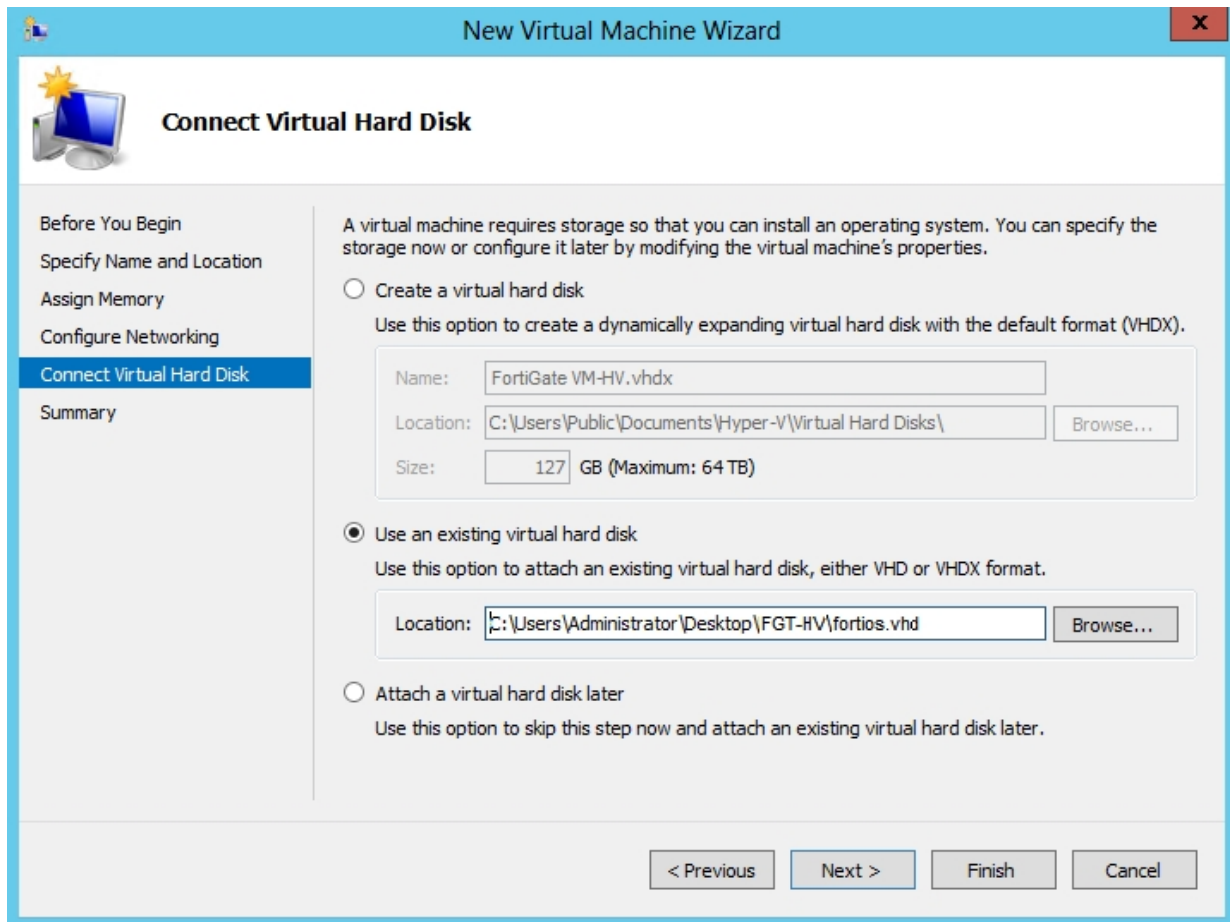 New Virtual Machine Wizard
x
Connect Virtual Hard Disk
Before You Begin
Specify Name and Location
Assign Memory
Configure Networking
Connect Virtual Hard Disk
Summary
A virtual machine requires storage so that you can install an operating system. You can specify the
storage now or configure it later by modifying the virtual machine's properties.
Create a virtual hard disk
Use this option to create a dynamically expanding virtual hard disk with the default format (VHDX).
Name: FortiGate VM-HV.vhdx
Location: C:\Users\Public\Documents\Hyper-V\Virtual Hard Disks\ Browse...
Size: 127 GB (Maximum: 64 TB)
Use an existing virtual hard disk
Use this option to attach an existing virtual hard disk, either VHD or VHDX format.
Location: C:\Users\Administrator\Desktop\FGT-HV\fortios.vhd Browse...
Attach a virtual hard disk later
Use this option to skip this step now and attach an existing virtual hard disk later.
< Previous Next > Finish Cancel